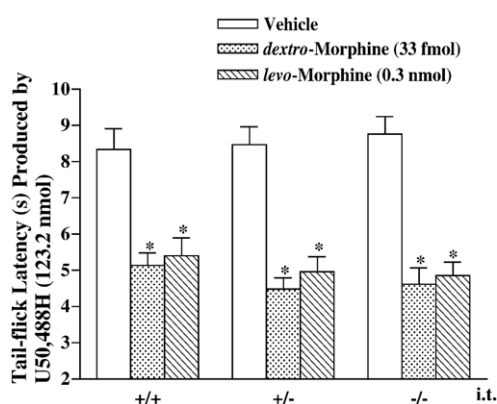 Vehicle
dextro-Morphine (33 fmol)
levo-Morphine (0.3 nmol)
Tail-flick Latency (s) Produced by
U50,488H (123.2 nmol)
10
9
8
7
6
5
4
3
2
* *
* *
* *
+/+ +/- -/- i.t.